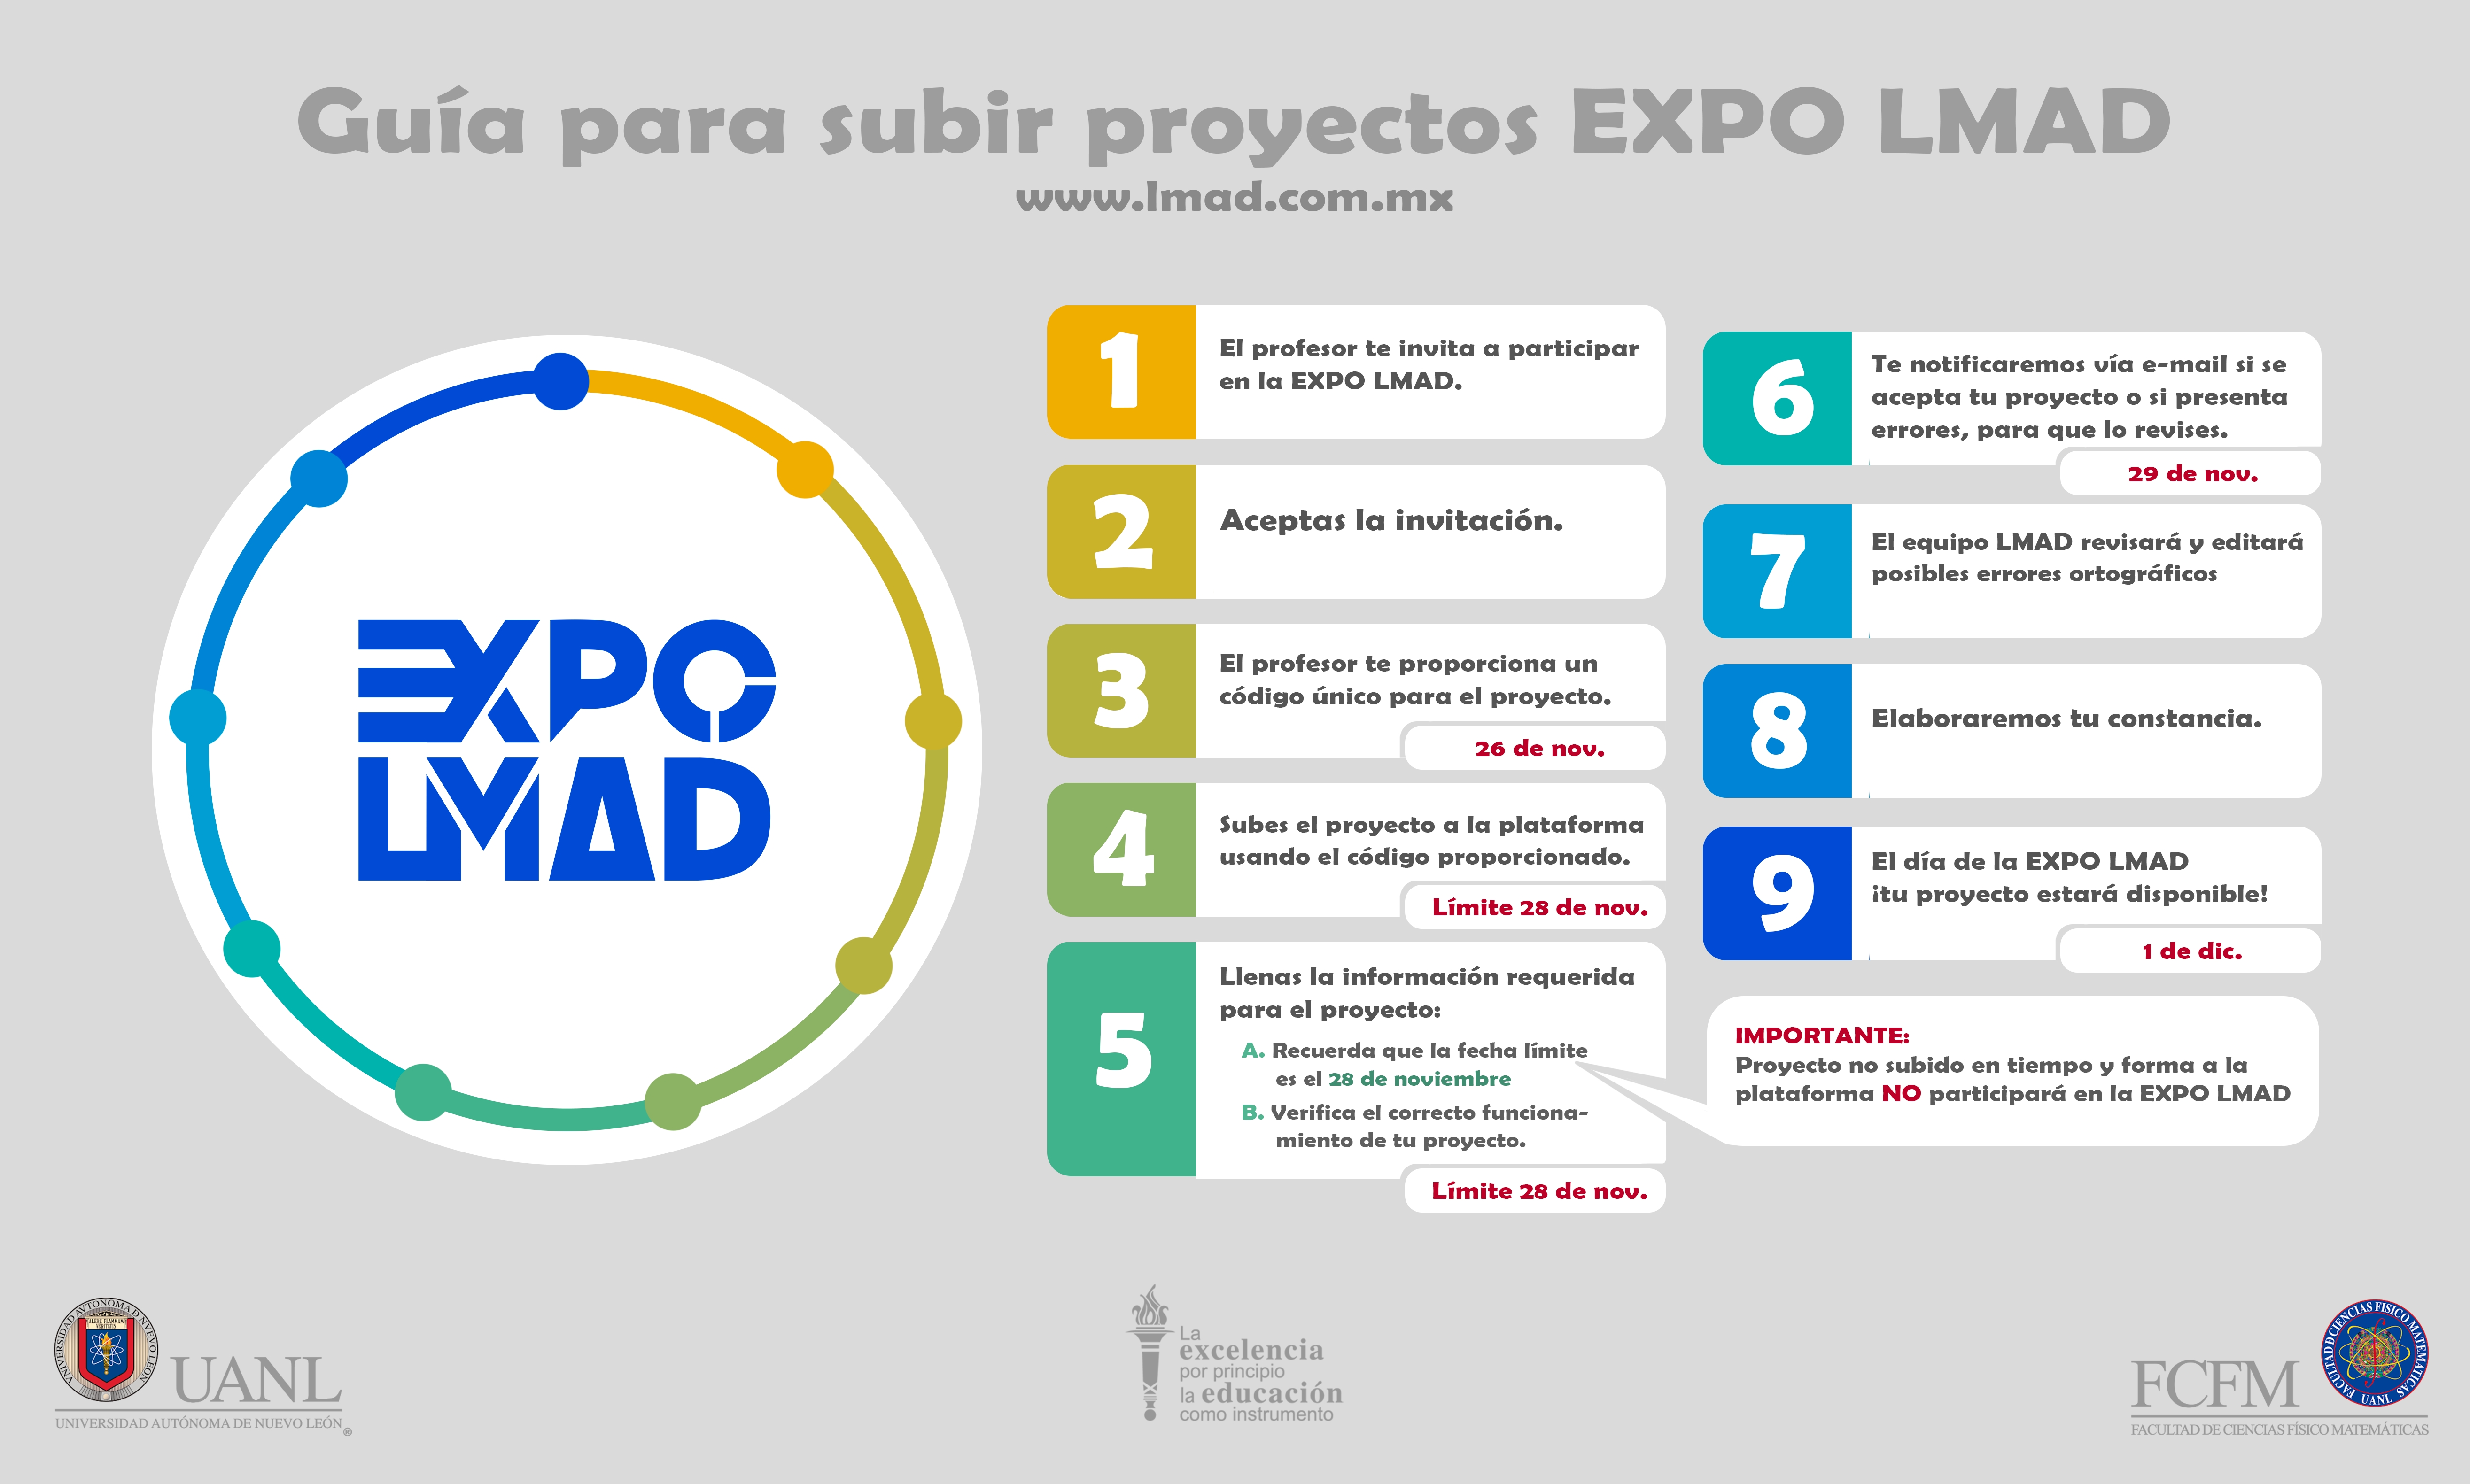 Guía para subir proyectos EXPO LMAD
www.lmad.com.mx
EXPO
LMAD
1
El profesor te invita a participar
en la EXPO LMAD.
2
Aceptas la invitación.
3
El profesor te proporciona un
código único para el proyecto.
26 de nov.
4
Subes el proyecto a la plataforma
usando el código proporcionado.
Límite 28 de nov.
5
Llenas la información requerida
para el proyecto:
A. Recuerda que la fecha límite
es el 28 de noviembre
B. Verifica el correcto funciona-
miento de tu proyecto.
Límite 28 de nov.
6
Te notificaremos vía e-mail si se
acepta tu proyecto o si presenta
errores, para que lo revises.
29 de nov.
7
El equipo LMAD revisará y editará
posibles errores ortográficos
8
Elaboraremos tu constancia.
9
El día de la EXPO LMAD
¡tu proyecto estará disponible!
1 de dic.
IMPORTANTE:
Proyecto no subido en tiempo y forma a la
plataforma NO participará en la EXPO LMAD
UANL
UNIVERSIDAD AUTÓNOMA DE NUEVO LEÓN®
La
excelencia
por principio
la educación
como instrumento
FCFM
FACULTAD DE CIENCIAS FÍSICO MATEMÁTICAS
FACULTAD CIENCIAS FISICO MATEMÁTICAS
UANL